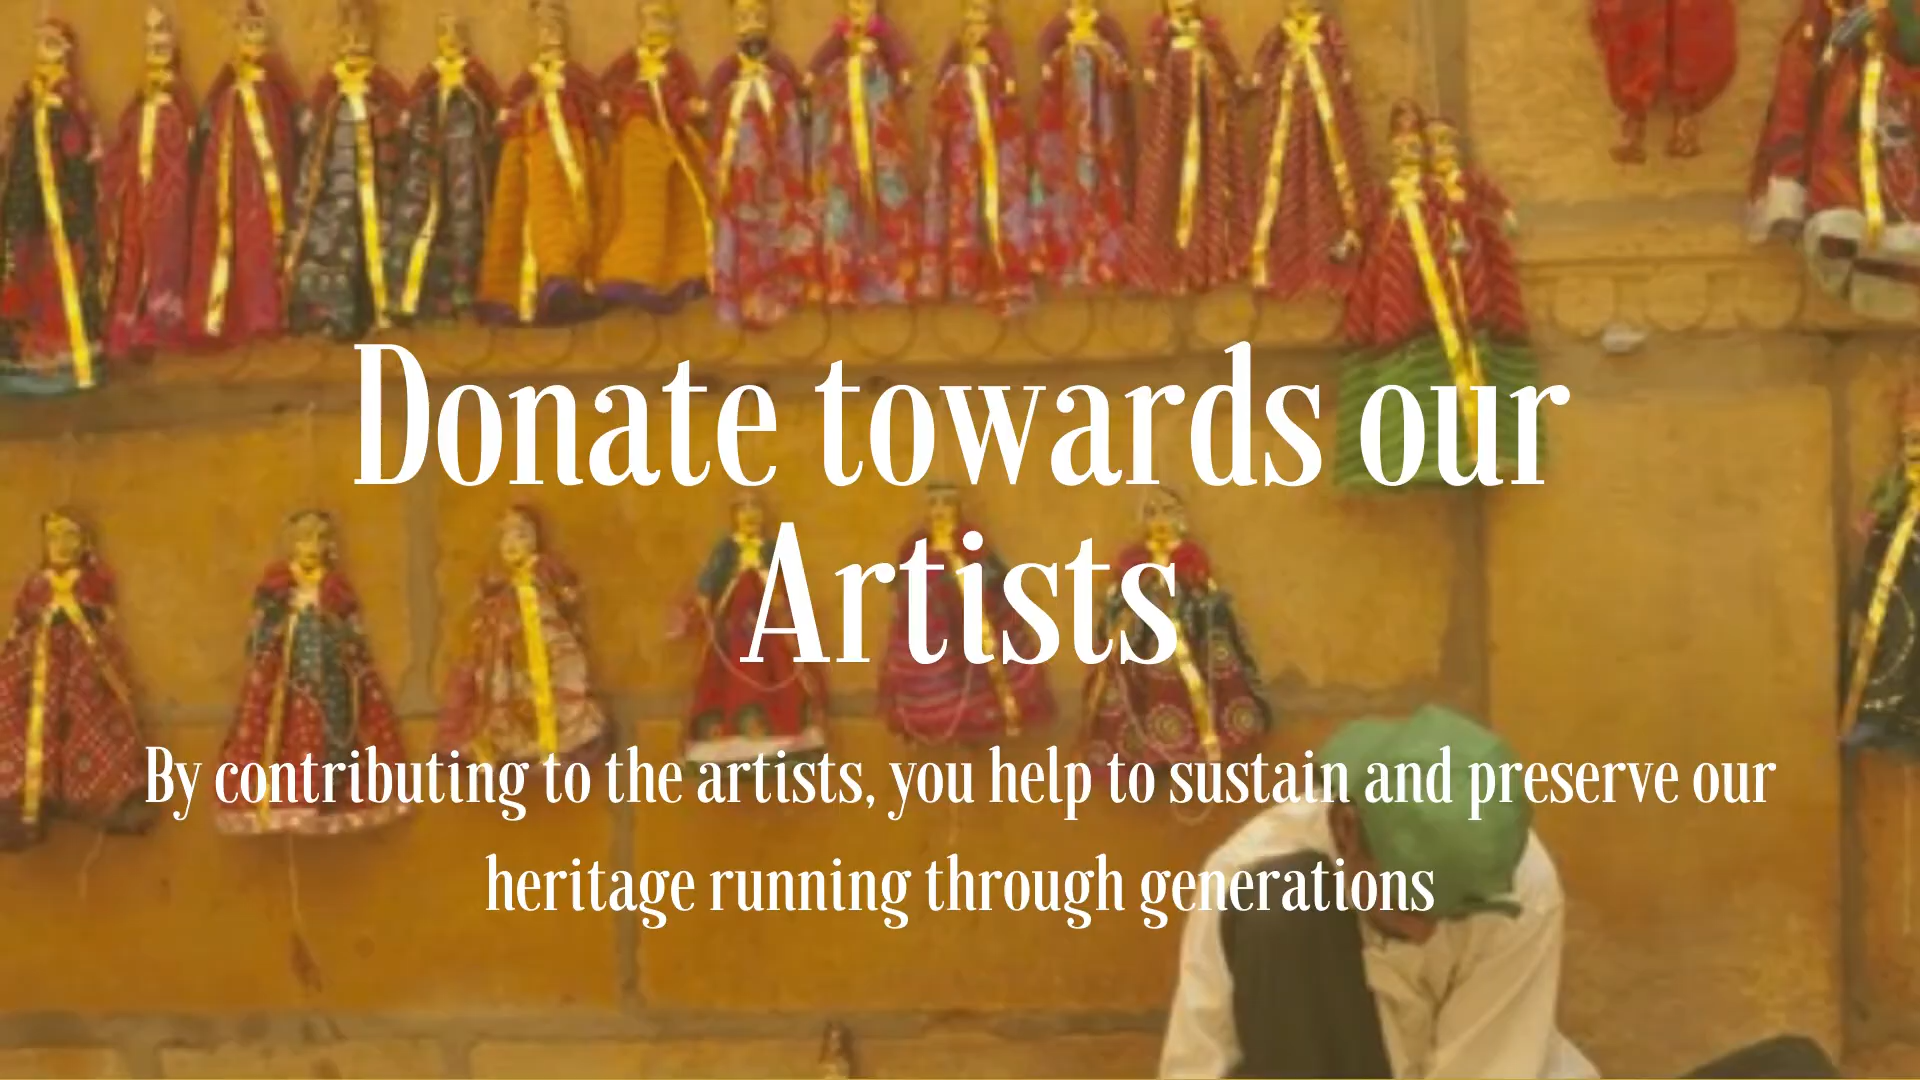 Donate towards our
Artists
By contributing to the artists, you help to sustain and preserve our
heritage running through generations